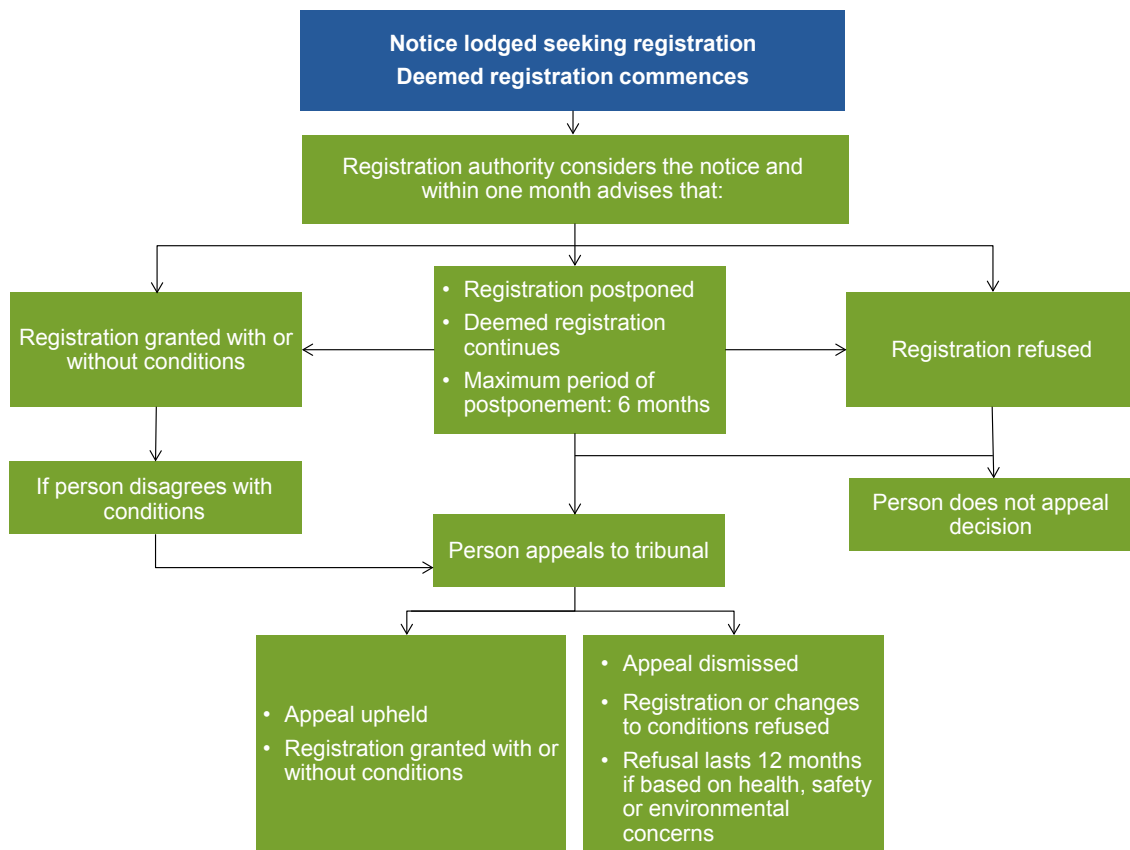 Notice lodged seeking registration
Deemed registration commences
Registration authority considers the notice and
within one month advises that:
Registration granted with or
without conditions
• Registration postponed
• Deemed registration
continues
• Maximum period of
postponement: 6 months
Registration refused
If person disagrees with
conditions
Person does not appeal
decision
Person appeals to tribunal
• Appeal upheld
• Registration granted with or
without conditions
• Appeal dismissed
• Registration or changes
to conditions refused
• Refusal lasts 12 months
if based on health, safety
or environmental
concerns